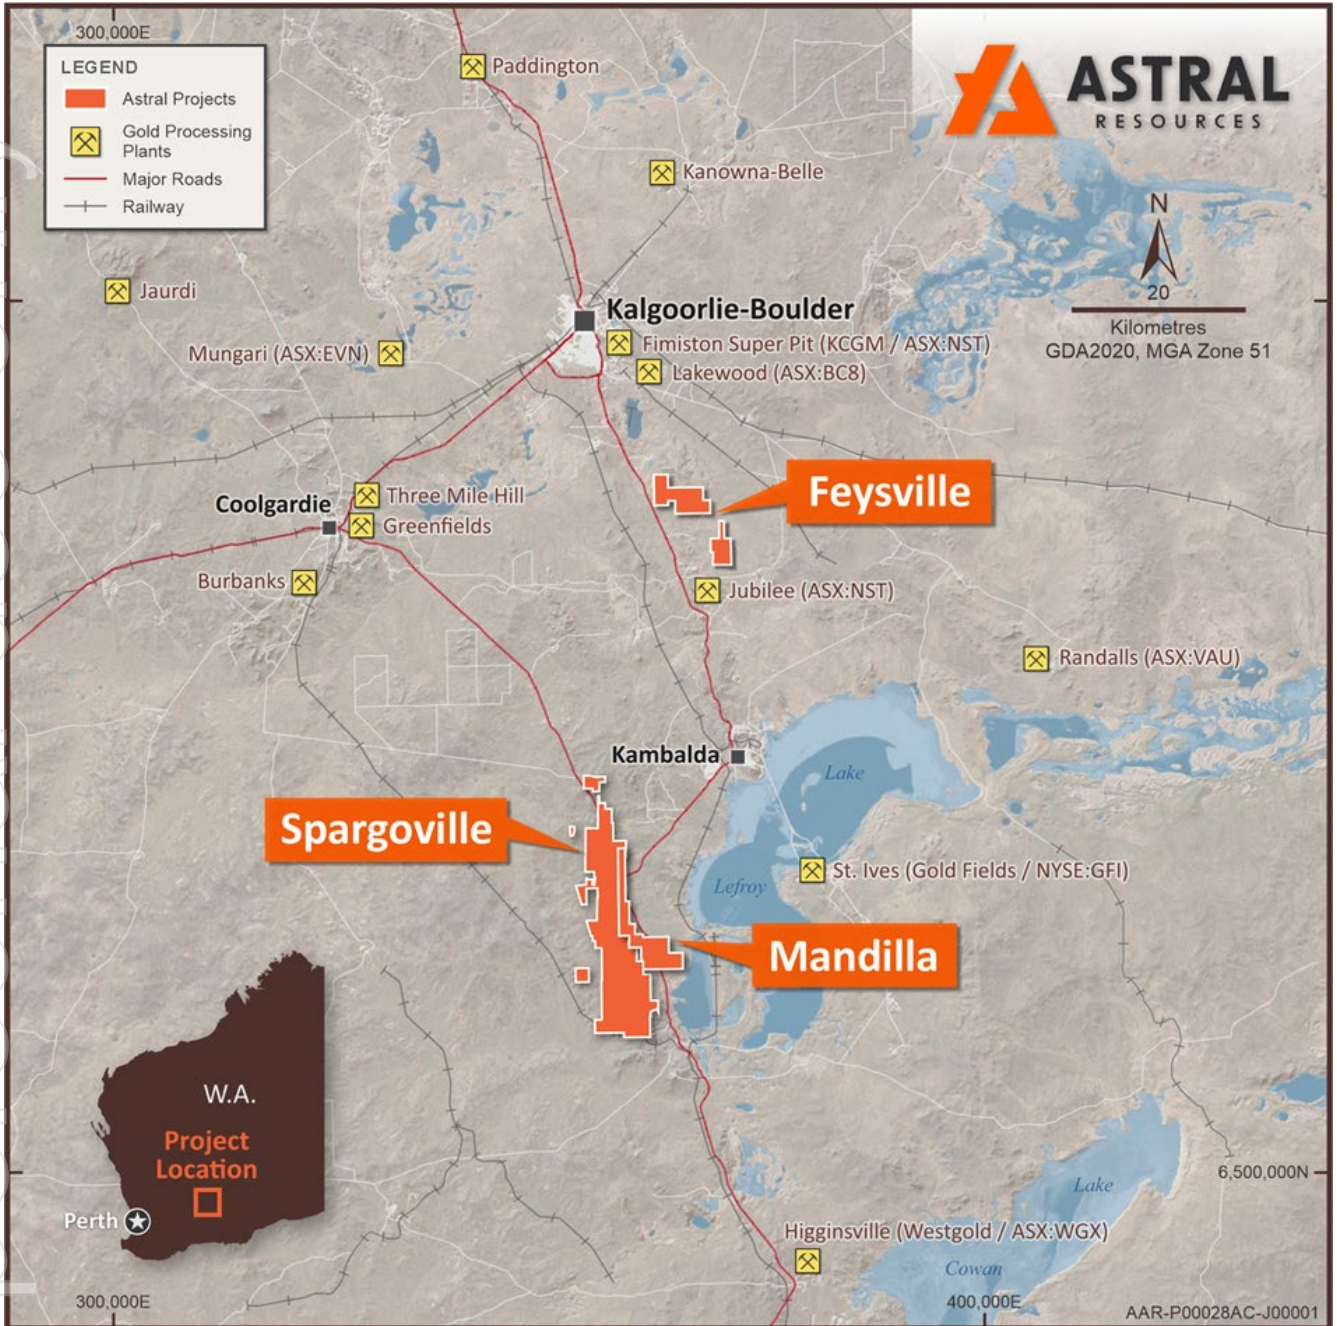 300,000E
LEGEND
Astral Projects
Gold Processing
Plants
Major Roads
Railway
ASTRAL
RESOURCES
Paddington
Kanowna-Belle
N
20
Kilometres
GDA2020, MGA Zone 51
Jaurdi
Kalgoorlie-Boulder
Mungari (ASX:EVN)
Fimiston Super Pit (KCGM / ASX:NST)
Lakewood (ASX:BC8)
Feysville
Three Mile Hill
Coolgardie
Greenfields
Burbanks
Jubilee (ASX:NST)
Randalls (ASX:VAU)
Kambalda
Lake
Spargoville
St. Ives (Gold Fields / NYSE:GFI)
Lefroy
Mandilla
W.A.
Project
Location
Perth
6,500,000N
Lake
Higginsville (Westgold / ASX:WGX)
Cowan
300,000E
400,000E
AAR-P00028AC-J00001